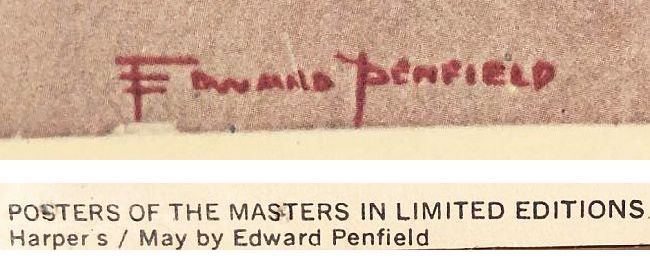 EDWARD PENFIELD
POSTERS OF THE MASTERS IN LIMITED EDITIONS.
Harper's / May by Edward Penfield